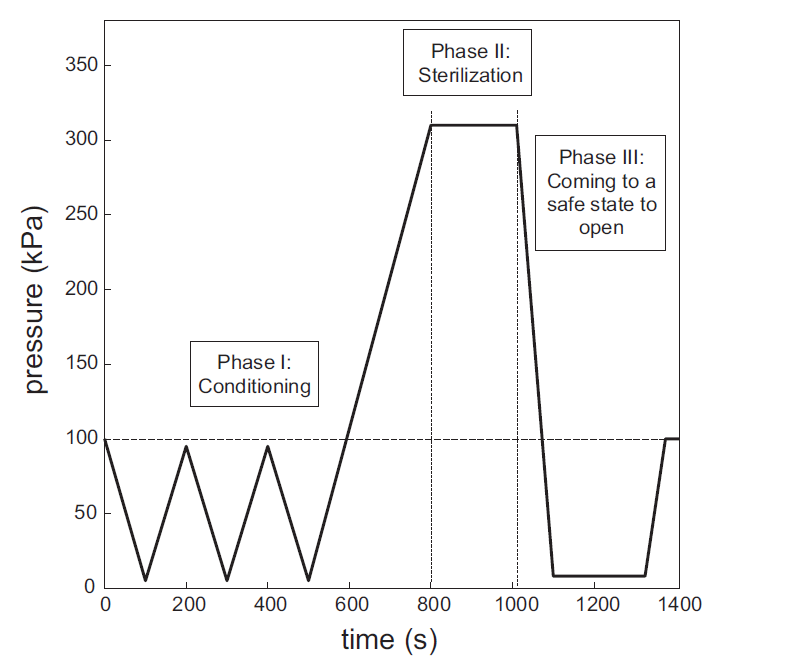 350
300
250
200
150
100
50
0
pressure (kPa)
Phase II:
Sterilization
Phase III:
Coming to a
safe state to
open
Phase I:
Conditioning
0 200 400 600 800 1000 1200 1400
time (s)